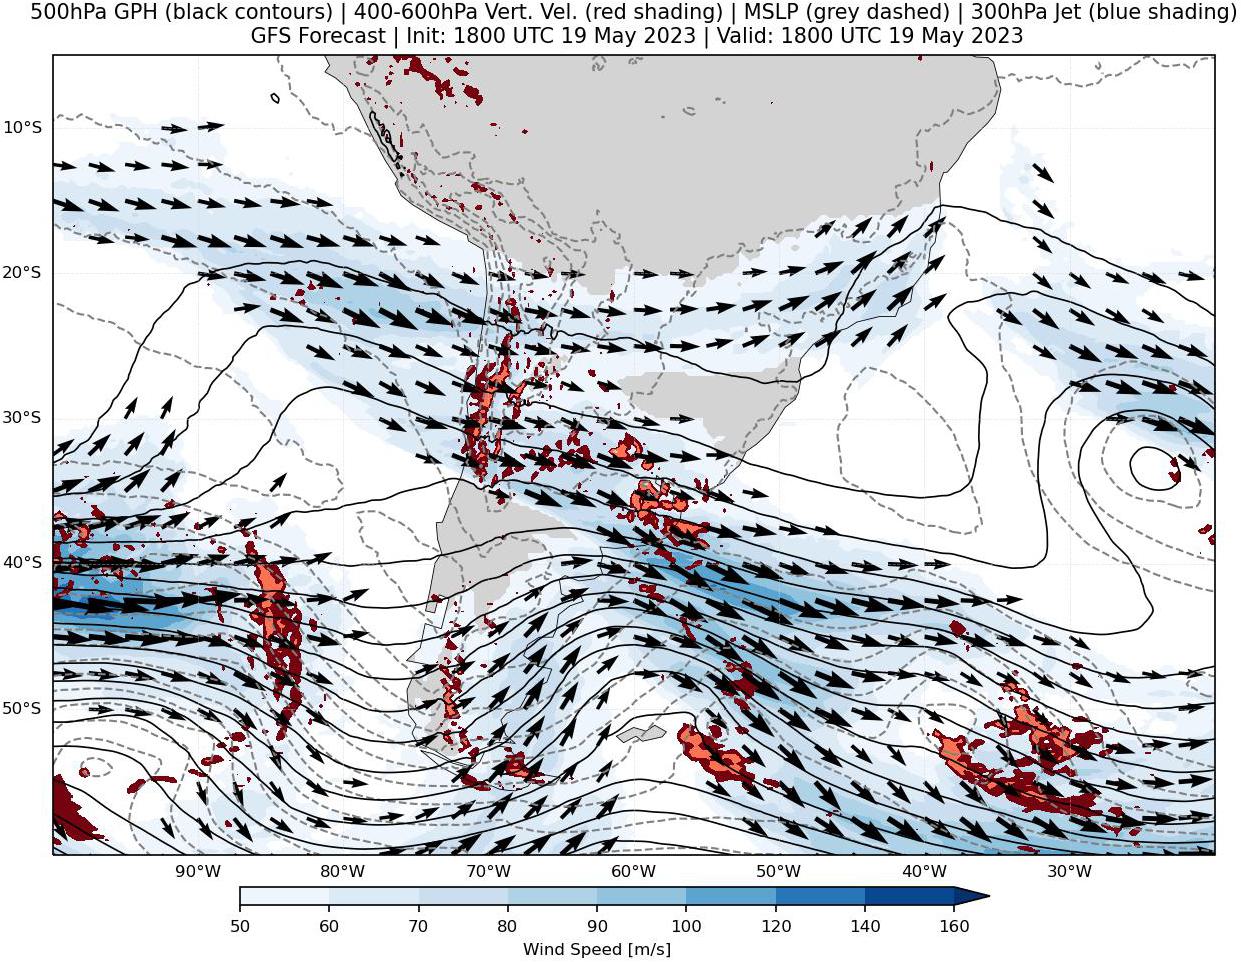 500hPa GPH (black contours) | 400-600hPa Vert. Vel. (red shading) | MSLP (grey dashed) | 300hPa Jet (blue shading)
GFS Forecast | Init: 1800 UTC 19 May 2023 | Valid: 1800 UTC 19 May 2023
10°S
20°S
30°S
40°S
50°S
90°W 80°W 70°W 60°W 50°W 40°W 30°W
50 60 70 80 90 100 120 140 160
Wind Speed [m/s]